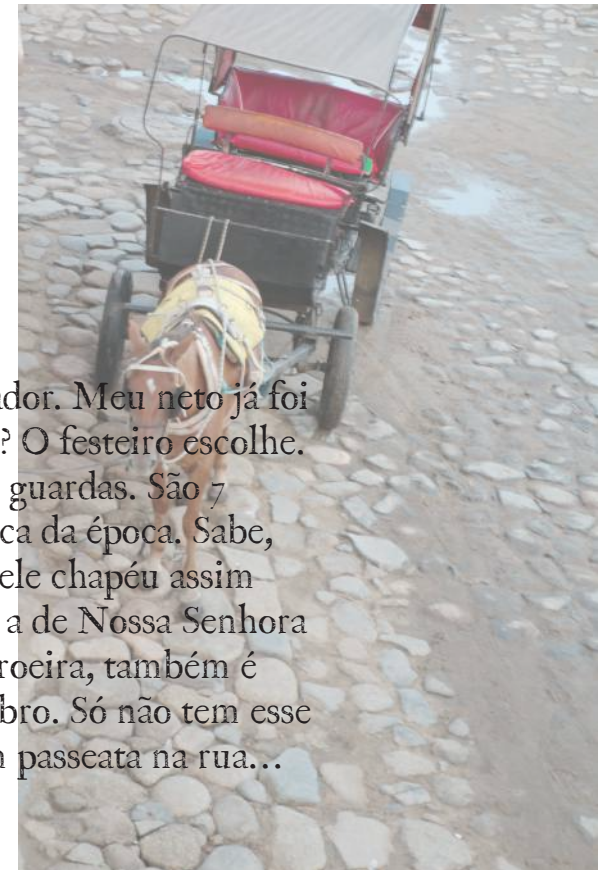 dor. Meu neto já foi
? O festeiro escolhe.
guardas. São 7
ca da época. Sabe,
ele chapéu assim
a de Nossa Senhora
roeira, também é
bro. Só não tem esse
passeata na rua...